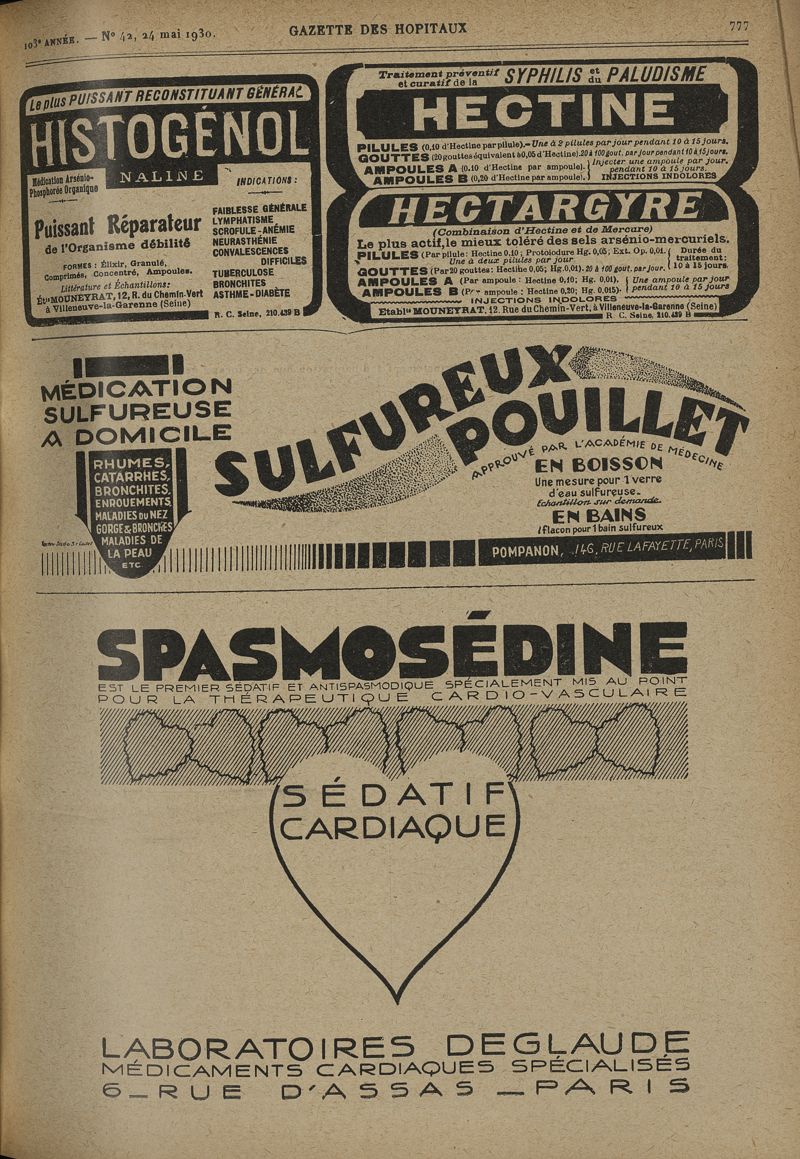 103e ANNÉE. — No 42, 24 mai 1930.
GAZETTE DES HOPITAUX
777
Le plus PUISSANT RECONSTITUANT GÉNÉRAL
HISTOGÉNOL
Médication Arsénio-
Phosphorée Organique
NALINE
INDICATIONS :
Puissant Réparateur
de l'Organisme débilité
FORMES : Élixir, Granulé,
Comprimés, Concentré, Ampoules.
Littérature et Échantillons :
Éts MOUNEYRAT, 12, R. du Chemin-Vert
à Villeneuve-la-Garenne (Seine)
FAIBLESSE GÉNÉRALE
LYMPHATISME
SCROFULE - ANÉMIE
NEURASTHÉNIE
CONVALESCENCES
DIFFICILES
TUBERCULOSE
BRONCHITES
ASTHME - DIABÈTE
R. C. Seine, 210.439 B
Traitement préventif
et curatif de la
SYPHILIS et du PALUDISME
HECTINE
PILULES (0,10 d'Hectine par pilule). - Une à 2 pilules par jour pendant 10 à 15 jours.
GOUTTES (20 gouttes équivalent à 0,05 d'Hectine). 20 à 100 gout. par jour pendant 10 à 15 jours.
AMPOULES A (0.10 d'Hectine par ampoule).
AMPOULES B (0,20 d'Hectine par ampoule).
Injecter une ampoule par jour.
pendant 10 à 15 jours.
INJECTIONS INDOLORES
HECTARGYRE
(Combinaison d'Hectine et de Mercure)
Le plus actif, le mieux toléré des sels arsénio-mercuriels.
PILULES (Par pilule : Hectine 0.10 ; Protoiodure Hg. 0,05 ; Ext. Op. 0,01.
Une à deux pilules par jour
GOUTTES (Par 20 gouttes : Hectine 0,05 ; Hg. 0,01). 20 à 100 gout. par jour.
Durée du
traitement :
10 à 15 jours.
AMPOULES A (Par ampoule : Hectine 0,10 ; Hg. 0,01).
AMPOULES B (Par ampoule : Hectine 0,20 ; Hg. 0,015).
Une ampoule par jour
pendant 10 à 15 jours
INJECTIONS INDOLORES
Etablts MOUNEYRAT, 12, Rue du Chemin-Vert, à Villeneuve-la-Garenne (Seine)
R. C. Seine, 210.439 B
MÉDICATION
SULFUREUSE
A DOMICILE
RHUMES,
CATARRHES,
BRONCHITES,
ENROUEMENTS,
MALADIES DU NEZ
GORGE & BRONCHES
MALADIES DE
LA PEAU
ETC.
SULFUREUX
POUILLET
APPROUVÉ PAR L'ACADÉMIE DE MÉDECINE
EN BOISSON
Une mesure pour 1 verre
d'eau sulfureuse.
Echantillon sur demande.
EN BAINS
1 flacon pour 1 bain sulfureux
POMPANON, 146, RUE LAFAYETTE, PARIS
SPASMOSÉDINE
EST LE PREMIER SÉDATIF ET ANTISPASMODIQUE SPÉCIALEMENT MIS AU POINT
POUR LA THÉRAPEUTIQUE CARDIO-VASCULAIRE
SÉDATIF
CARDIAQUE
LABORATOIRES DEGLAUDE
MÉDICAMENTS CARDIAQUES SPÉCIALISÉS
6 _ RUE D'ASSAS _ PARIS